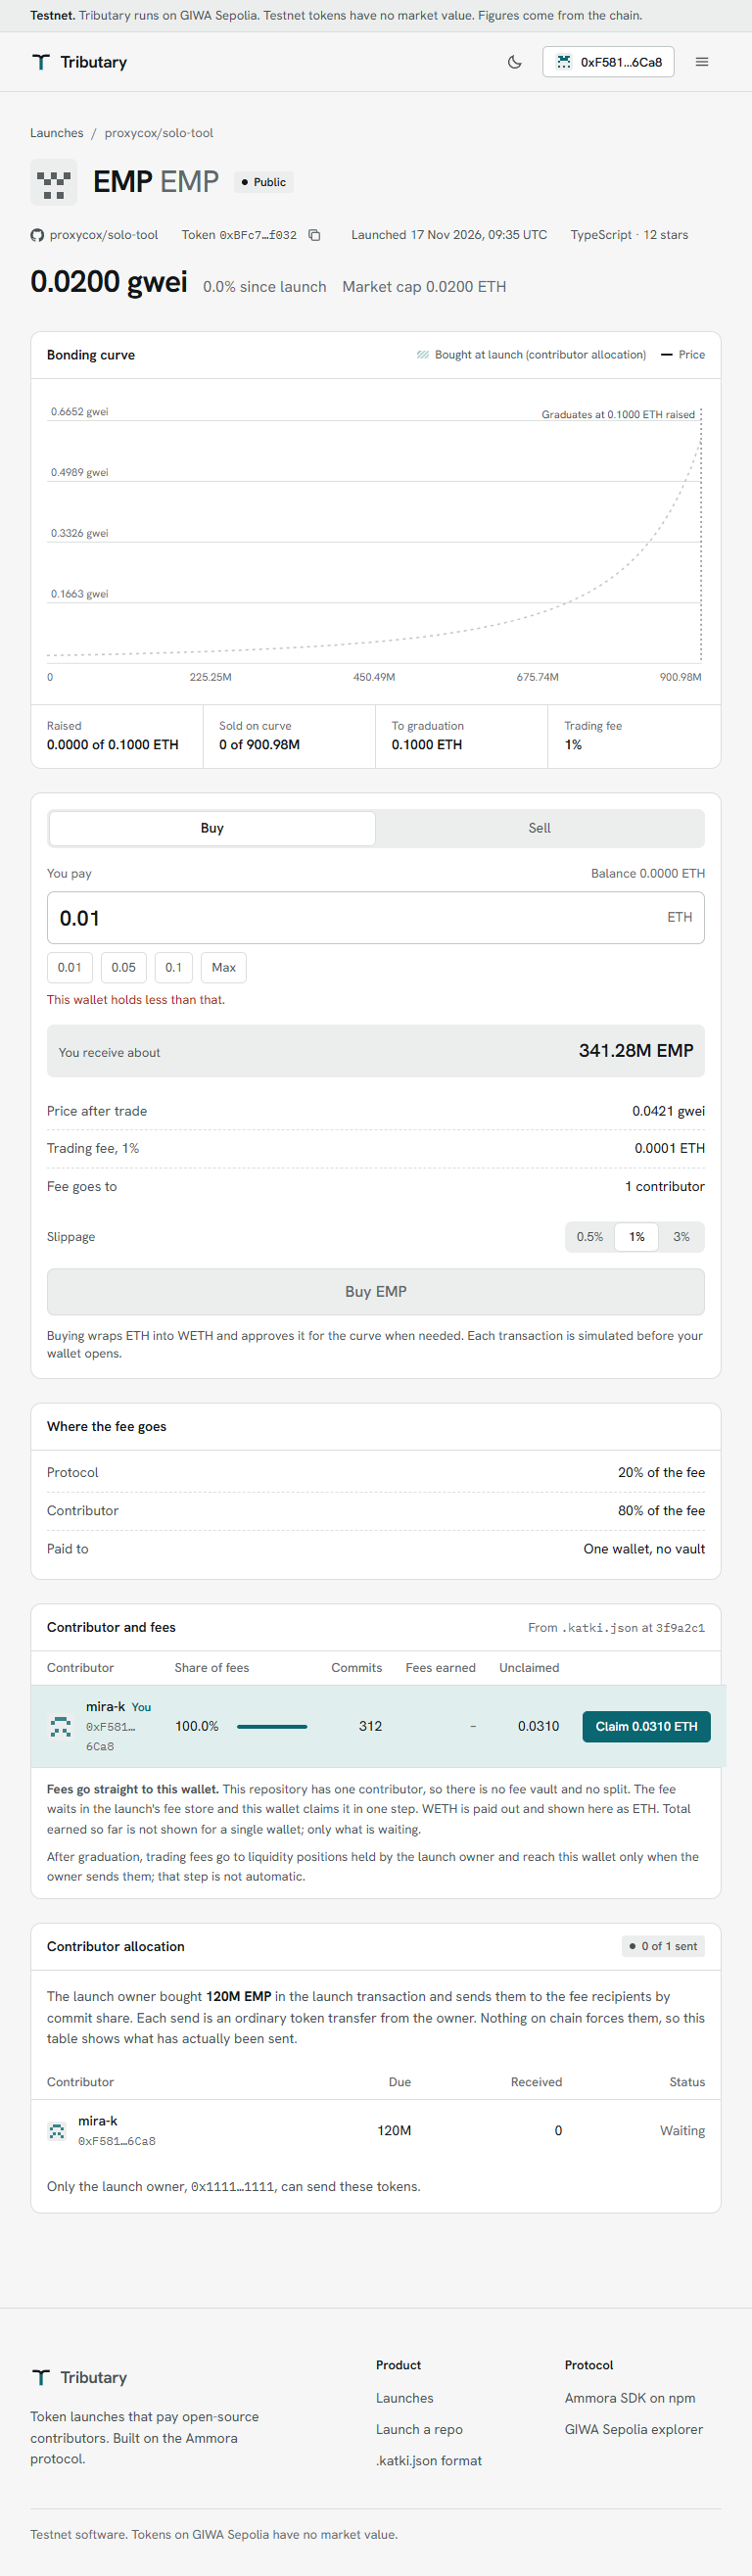 Testnet. Tributary runs on GIWA Sepolia. Testnet tokens have no market value. Figures come from the chain.
Tributary
0xF581…6Ca8
Launches / proxycox/solo-tool
EMP EMP
Public
proxycox/solo-tool
Token 0xBFc7…f032
Launched 17 Nov 2026, 09:35 UTC
TypeScript · 12 stars
0.0200 gwei
0.0% since launch
Market cap 0.0200 ETH
Bonding curve
Bought at launch (contributor allocation)
Price
0.6652 gwei
Graduates at 0.1000 ETH raised
0.4989 gwei
0.3326 gwei
0.1663 gwei
0
225.25M
450.49M
675.74M
900.98M
Raised
0.0000 of 0.1000 ETH
Sold on curve
0 of 900.98M
To graduation
0.1000 ETH
Trading fee
1%
Buy
Sell
You pay
Balance 0.0000 ETH
0.01
ETH
0.01
0.05
0.1
Max
This wallet holds less than that.
You receive about
341.28M EMP
Price after trade
0.0421 gwei
Trading fee, 1%
0.0001 ETH
Fee goes to
1 contributor
Slippage
0.5%
1%
3%
Buy EMP
Buying wraps ETH into WETH and approves it for the curve when needed. Each transaction is simulated before your
wallet opens.
Where the fee goes
Protocol
20% of the fee
Contributor
80% of the fee
Paid to
One wallet, no vault
Contributor and fees
From .katki.json at 3f9a2c1
Contributor
Share of fees
Commits
Fees earned
Unclaimed
mira-k You
0xF581…
6Ca8
100.0%
312
–
0.0310
Claim 0.0310 ETH
Fees go straight to this wallet. This repository has one contributor, so there is no fee vault and no split. The fee
waits in the launch's fee store and this wallet claims it in one step. WETH is paid out and shown here as ETH. Total
earned so far is not shown for a single wallet; only what is waiting.
After graduation, trading fees go to liquidity positions held by the launch owner and reach this wallet only when the
owner sends them; that step is not automatic.
Contributor allocation
0 of 1 sent
The launch owner bought 120M EMP in the launch transaction and sends them to the fee recipients by
commit share. Each send is an ordinary token transfer from the owner. Nothing on chain forces them, so this
table shows what has actually been sent.
Contributor
Due
Received
Status
mira-k
0xF581…6Ca8
120M
0
Waiting
Only the launch owner, 0x1111…1111, can send these tokens.
Tributary
Token launches that pay open-source
contributors. Built on the Ammora
protocol.
Product
Launches
Launch a repo
.katki.json format
Protocol
Ammora SDK on npm
GIWA Sepolia explorer
Testnet software. Tokens on GIWA Sepolia have no market value.